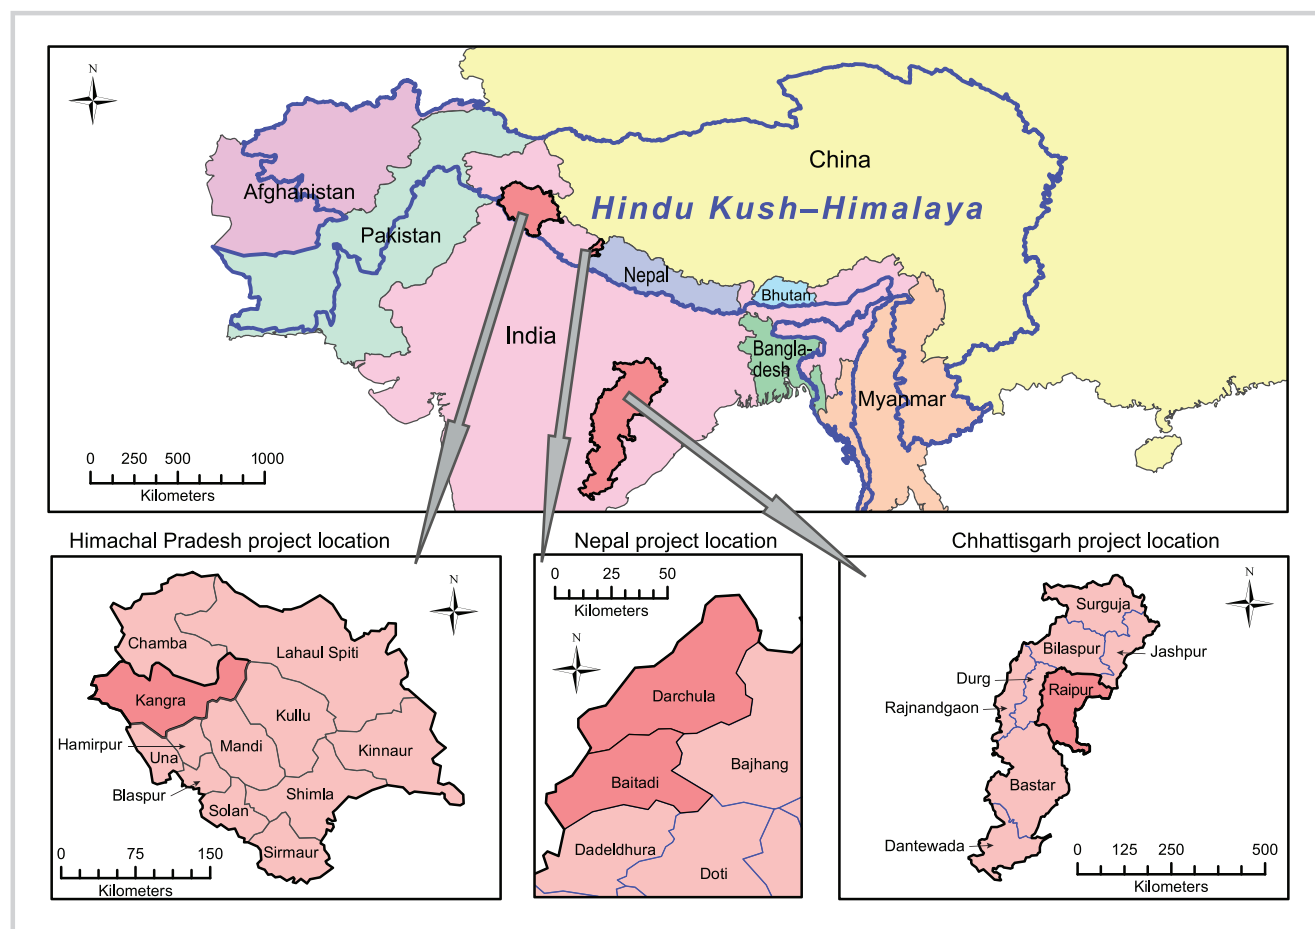 N
China
Afghanistan
Hindu Kush–Himalaya
Pakistan
Nepal
Bhutan
India
Bangla-
desh
Myanmar
0 250 500 1000
Kilometers
Himachal Pradesh project location
N
Chamba
Lahaul Spiti
Kangra
Kullu
Hamirpur
Mandi
Kinnaur
Una
Blaspur
Shimla
Solan
Sirmaur
0 75 150
Kilometers
Nepal project location
0 25 50
Kilometers
N
Darchula
Bajhang
Baitadi
Dadeldhura
Doti
Chhattisgarh project location
N
Surguja
Bilaspur
Jashpur
Durg
Raipur
Rajnandgaon
Bastar
Dantewada
0 125 250 500
Kilometers